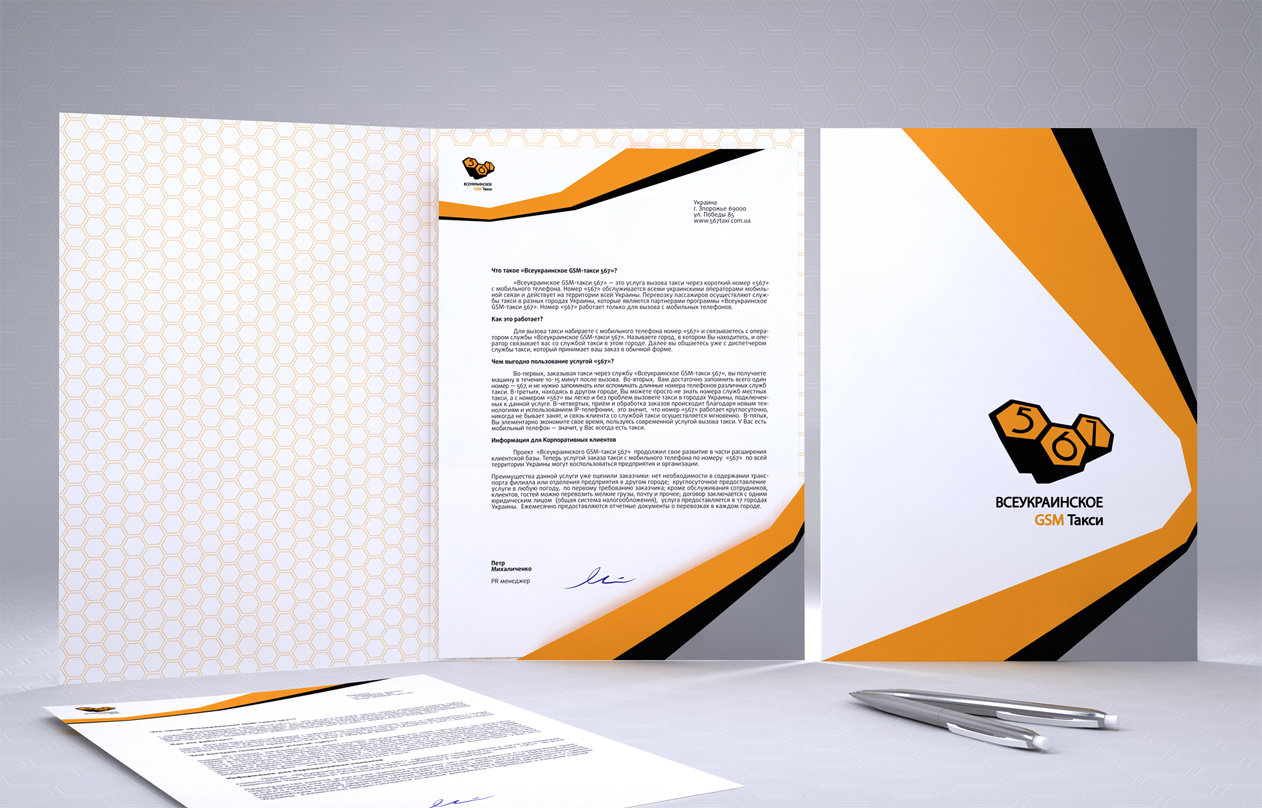 567
ВСЕУКРАИНСКОЕ
GSM Такси
Украина
г. Зпорожье 69000
ул. Победы 85
www.567taxi.com.ua
Что такое «Всеукраинское GSM-такси 567»?
«Всеукраинское GSM-такси 567» — это услуга вызова такси через короткий номер «567»
с мобильного телефона. Номер «567» обслуживается всеми украинскими операторами мобиль-
ной связи и действует на территории всей Украины. Перевозку пассажиров осуществляют служ-
бы такси в разных городах Украины, которые являются партнерами программы «Всеукраинское
GSM-такси 567». Номер «567» работает только для вызова с мобильных телефонов.
Как это работает?
Для вызова такси набираете с мобильного телефона номер «567» и связываетесь с опера-
тором службы «Всеукраинское GSM-такси 567». Называете город, в котором Вы находитесь, и опе-
ратор связывает вас со службой такси в этом городе. Далее вы общаетесь уже с диспетчером
службы такси, который принимает ваш заказ в обычной форме.
Чем выгодно пользование услугой «567»?
Во-первых, заказывая такси через службу «Всеукраинское GSM-такси 567», вы получаете
машину в течение 10-15 минут после вызова. Во-вторых, Вам достаточно запомнить всего один
номер — 567, и не нужно запоминать или вспоминать длинные номера телефонов различных служб
такси. В-третьих, находясь в другом городе, Вы можете просто не знать номера служб местных
такси, а с номером «567» вы легко и без проблем вызовете такси в городах Украины, подключен-
ных к данной услуге. В-четвертых, приём и обработка заказов происходит благодаря новым тех-
нологиям и использованием IP-телефонии, это значит, что номер «567» работает круглосуточно,
никогда не бывает занят, и связь клиента со службой такси осуществляется мгновенно. В-пятых,
Вы элементарно экономите свое время, пользуясь современной услугой вызова такси. У Вас есть
мобильный телефон — значит, у Вас всегда есть такси.
Информация для Корпоративных клиентов
Проект «Всеукраинского GSM-такси 567» продолжил свое развитие в части расширения
клиентской базы. Теперь услугой заказа такси с мобильного телефона по номеру «567» по всей
территории Украины могут воспользоваться предприятия и организации.
Преимущества данной услуги уже оценили заказчики: нет необходимости в содержании транс-
порта филиала или отделения предприятия в другом городе; круглосуточное предоставление
услуги в любую погоду, по первому требованию заказчика; кроме обслуживания сотрудников,
клиентов, гостей можно перевозить мелкие грузы, почту и прочее; договор заключается с одним
юридическим лицом (общая система налогообложения), услуга предоставляется в 17 городах
Украины. Ежемесячно предоставляются отчетные документы о перевозках в каждом городе.
Петр
Михаличенко
PR менеджер
567
ВСЕУКРАИНСКОЕ
GSM Такси